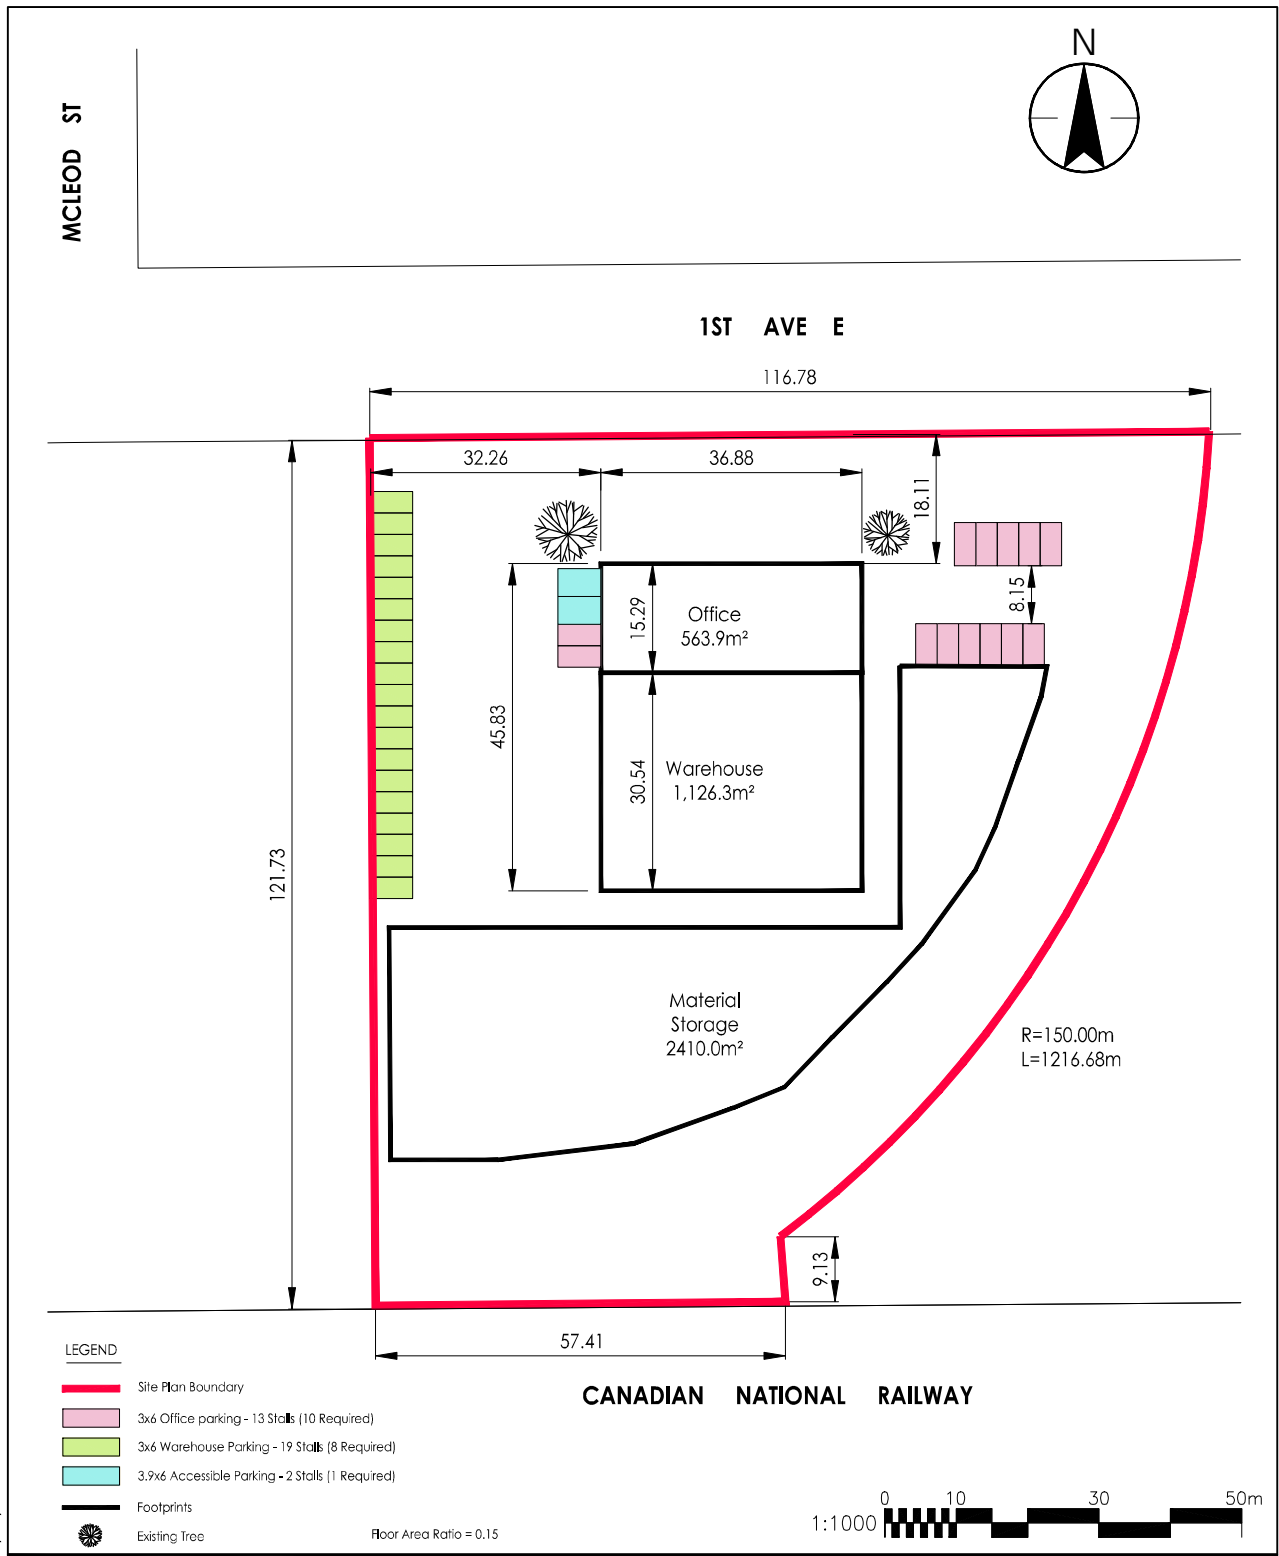 N
MCLEOD ST
1ST AVE E
116.78
32.26
36.88
18.11
8.15
15.29
Office
563.9m²
45.83
30.54
Warehouse
1,126.3m²
121.73
Material
Storage
2410.0m²
R=150.00m
L=1216.68m
9.13
57.41
CANADIAN NATIONAL RAILWAY
LEGEND
Site Plan Boundary
3x6 Office parking - 13 Stalls (10 Required)
3x6 Warehouse Parking - 19 Stalls (8 Required)
3.9x6 Accessible Parking - 2 Stalls (1 Required)
Footprints
Existing Tree
Floor Area Ratio = 0.15
0 10 30 50m
1:1000